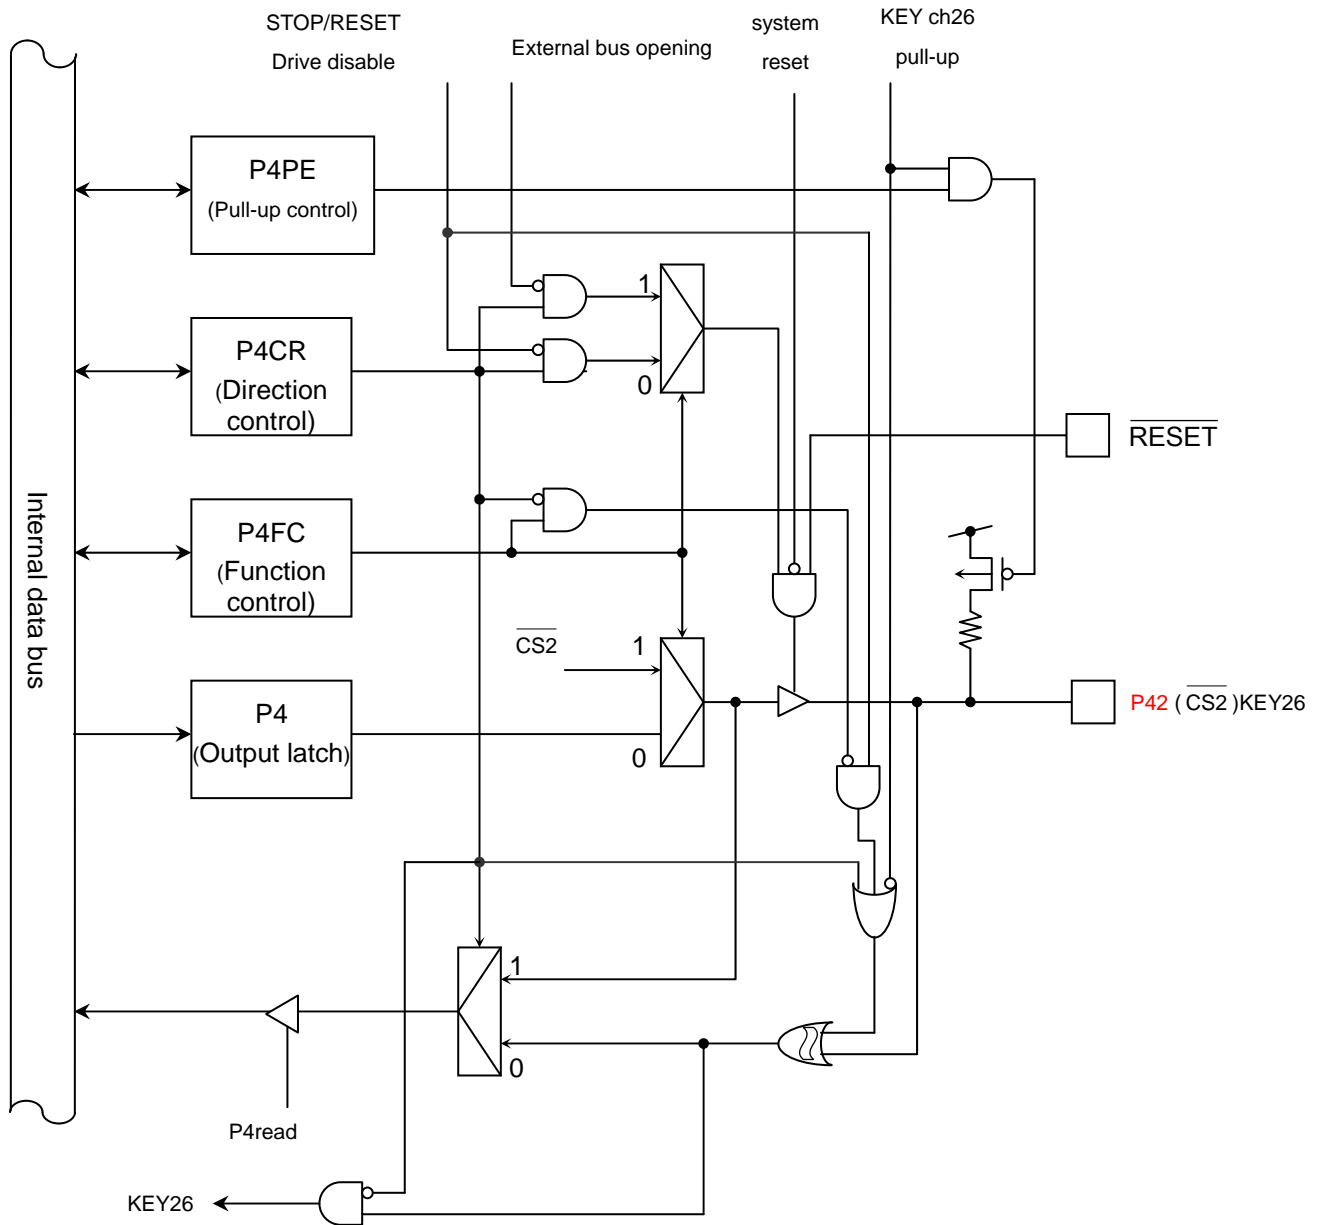 STOP/RESET
Drive disable
External bus opening
system
reset
KEY ch26
pull-up
P4PE
(Pull-up control)
1
P4CR
(Direction
control)
0
RESET
Internal data bus
P4FC
(Function
control)
CS2
1
P4
(Output latch)
0
P42 (CS2)KEY26
1
0
P4read
KEY26